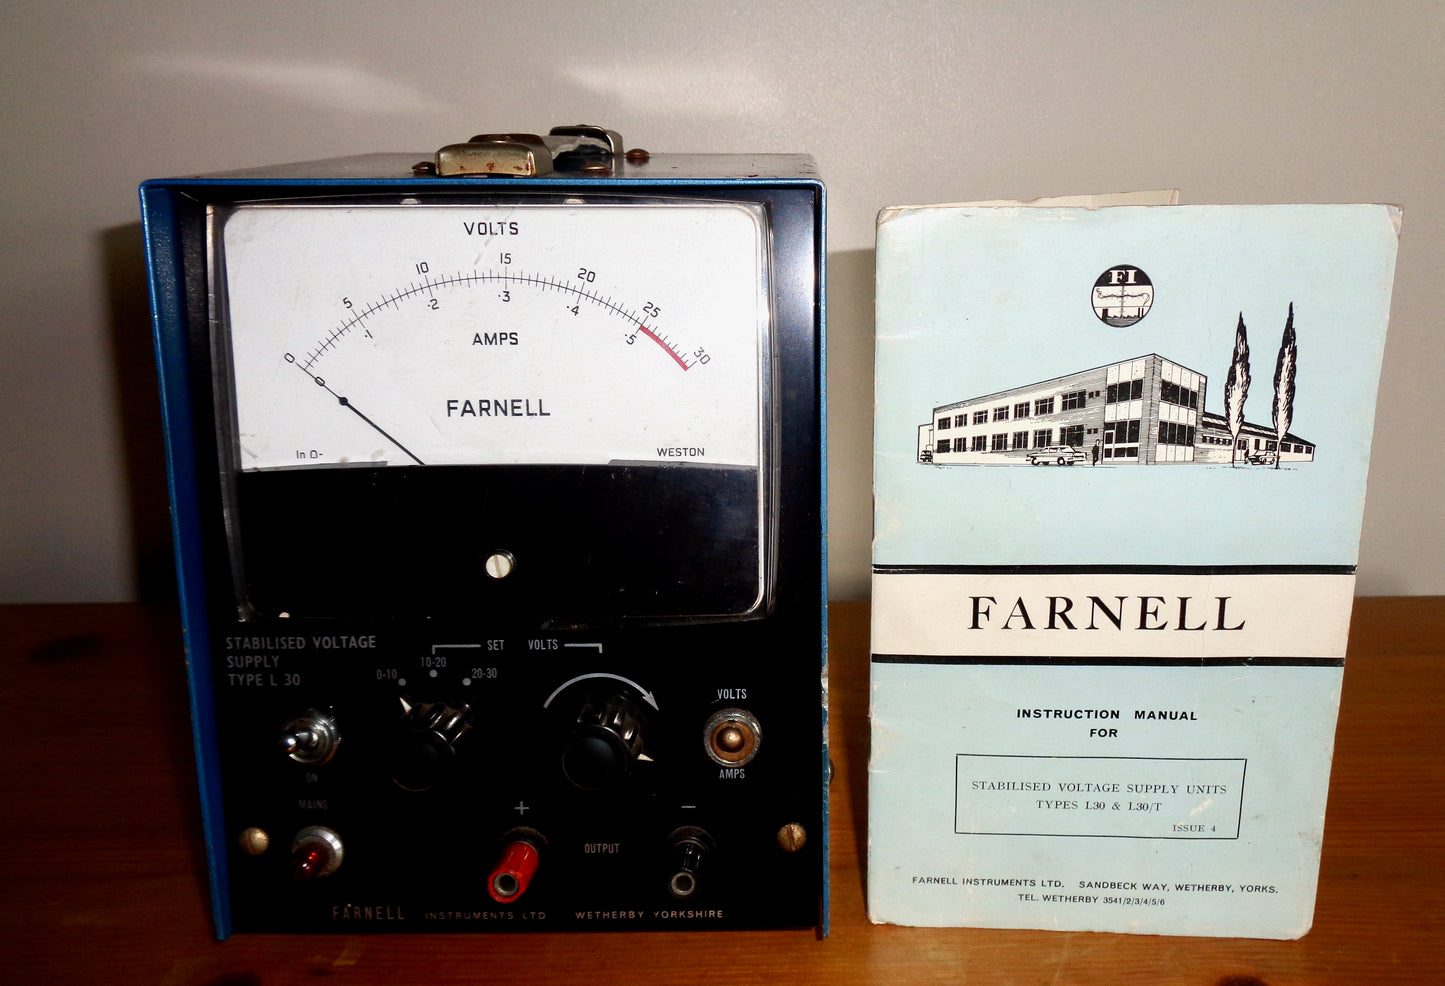 VOLTS
0 5 10 15 20 25 30
0 ·1 ·2 ·3 ·4 ·5
AMPS
FARNELL
WESTON
STABILISED VOLTAGE
SUPPLY
TYPE L 30
SET VOLTS
0-10 10-20 20-30
VOLTS
AMPS
ON
MAINS
+ −
OUTPUT
FARNELL INSTRUMENTS LTD WETHERBY YORKSHIRE
FI
FARNELL
INSTRUCTION MANUAL
FOR
STABILISED VOLTAGE SUPPLY UNITS
TYPES L30 & L30/T
ISSUE 4
FARNELL INSTRUMENTS LTD. SANDBECK WAY, WETHERBY, YORKS.
TEL. WETHERBY 3541/2/3/4/5/6